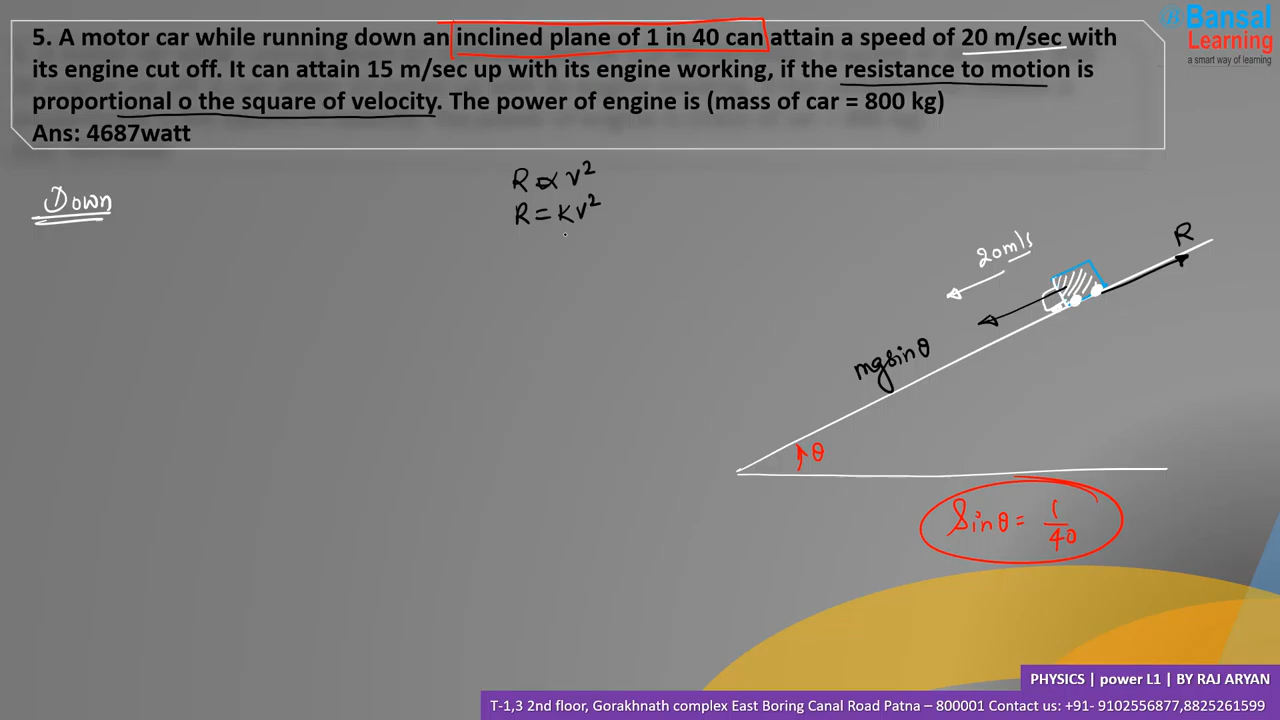 Bansal
Learning
a smart way of learning
5. A motor car while running down an inclined plane of 1 in 40 can attain a speed of 20 m/sec with
its engine cut off. It can attain 15 m/sec up with its engine working, if the resistance to motion is
proportional o the square of velocity. The power of engine is (mass of car = 800 kg)
Ans: 4687watt
Down
R ∝ v²
R = Kv²
20m/s
R
mg sinθ
θ
Sinθ = 1/40
PHYSICS | power L1 | BY RAJ ARYAN
T-1,3 2nd floor, Gorakhnath complex East Boring Canal Road Patna – 800001 Contact us: +91- 9102556877,8825261599